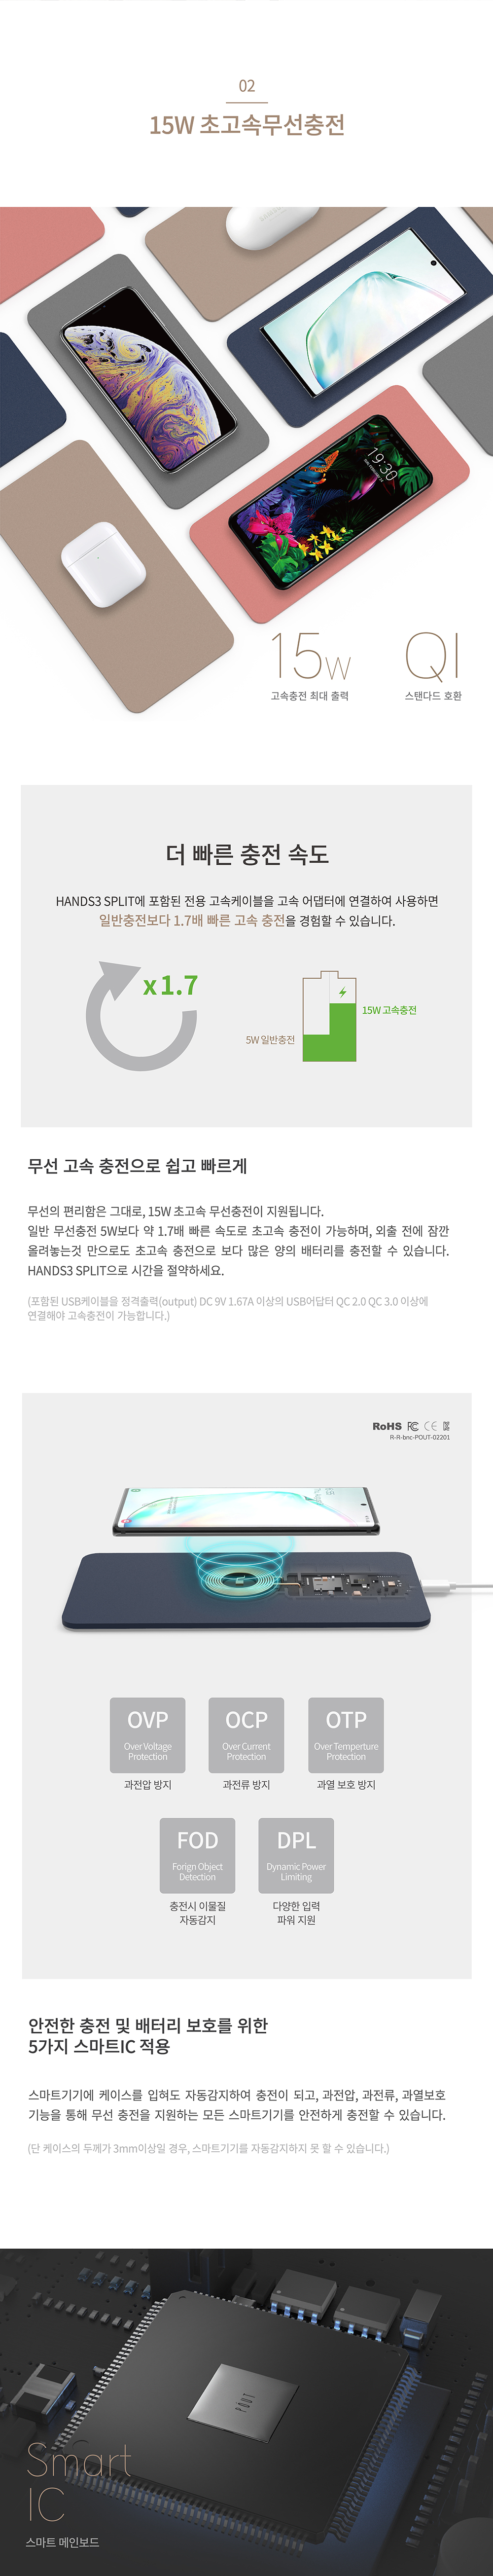 02
15W 초고속무선충전
19:30
15W
고속충전 최대 출력
QI
스탠다드 호환
더 빠른 충전 속도
HANDS3 SPLIT에 포함된 전용 고속케이블을 고속 어댑터에 연결하여 사용하면
일반충전보다 1.7배 빠른 고속 충전을 경험할 수 있습니다.
x1.7
15W 고속충전
5W 일반충전
무선 고속 충전으로 쉽고 빠르게
무선의 편리함은 그대로, 15W 초고속 무선충전이 지원됩니다.
일반 무선충전 5W보다 약 1.7배 빠른 속도로 초고속 충전이 가능하며, 외출 전에 잠깐
올려놓는것 만으로도 초고속 충전으로 보다 많은 양의 배터리를 충전할 수 있습니다.
HANDS3 SPLIT으로 시간을 절약하세요.
(포함된 USB케이블을 정격출력(output) DC 9V 1.67A 이상의 USB어답터 QC 2.0 QC 3.0 이상에
연결해야 고속충전이 가능합니다.)
RoHS FC CE
R-R-bnc-POUT-02201
OVP
Over Voltage
Protection
과전압 방지
OCP
Over Current
Protection
과전류 방지
OTP
Over Temperture
Protection
과열 보호 방지
FOD
Forign Object
Detection
충전시 이물질
자동감지
DPL
Dynamic Power
Limiting
다양한 입력
파워 지원
안전한 충전 및 배터리 보호를 위한
5가지 스마트IC 적용
스마트기기에 케이스를 입혀도 자동감지하여 충전이 되고, 과전압, 과전류, 과열보호
기능을 통해 무선 충전을 지원하는 모든 스마트기기를 안전하게 충전할 수 있습니다.
(단 케이스의 두께가 3mm이상일 경우, 스마트기기를 자동감지하지 못 할 수 있습니다.)
Smart
IC
스마트 메인보드